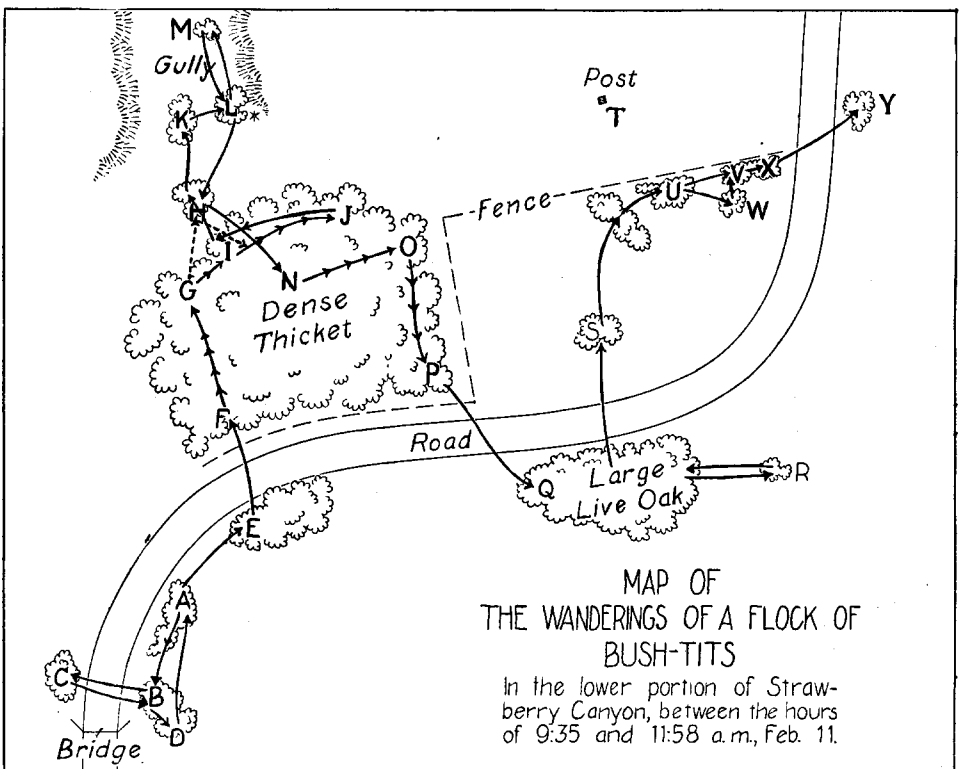 M
Gully
L
*
K
Post
T
Y
V
X
U
W
H
J
I
Fence
O
N
G
Dense
Thicket
S
P
F
Road
Large
Live Oak
Q
R
E
A
C
B
D
Bridge
MAP OF
THE WANDERINGS OF A FLOCK OF
BUSH-TITS
In the lower portion of Straw-
berry Canyon, between the hours
of 9:35 and 11:58 a.m., Feb. 11.